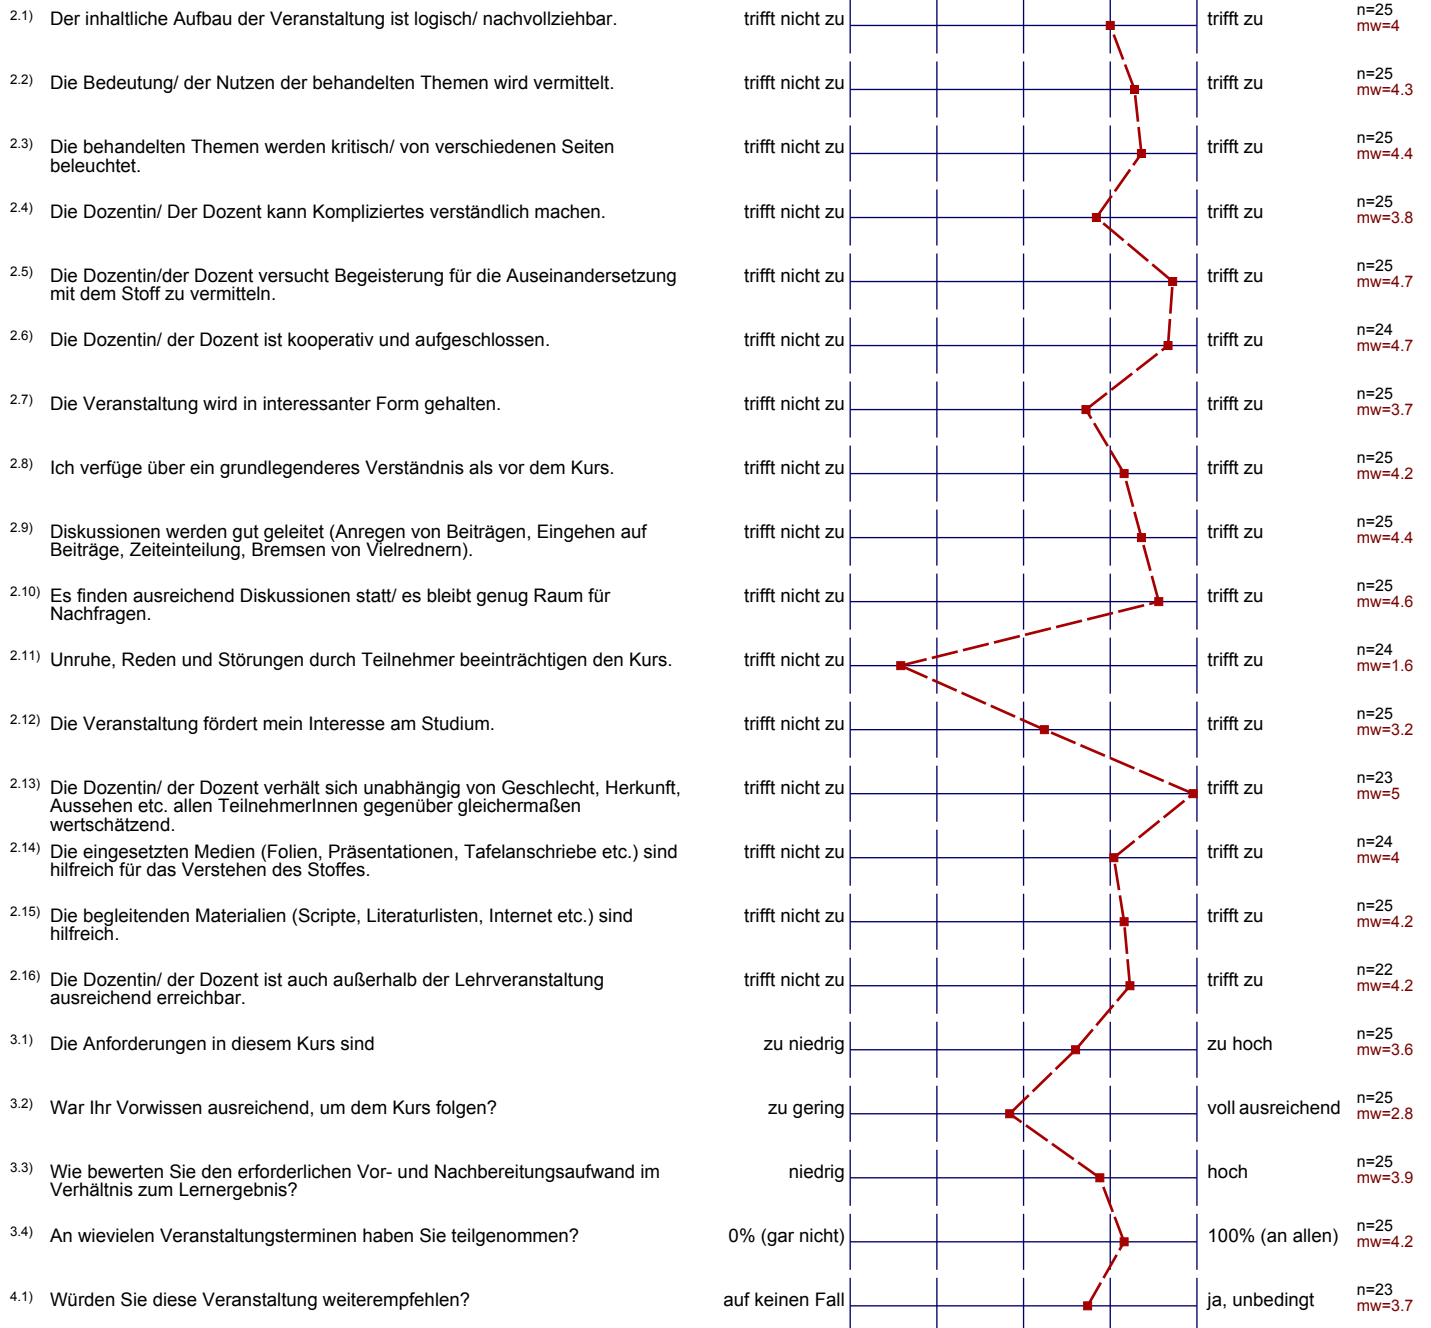 2.1) Der inhaltliche Aufbau der Veranstaltung ist logisch/ nachvollziehbar. trifft nicht zu trifft zu n=25
mw=4
2.2) Die Bedeutung/ der Nutzen der behandelten Themen wird vermittelt. trifft nicht zu trifft zu n=25
mw=4.3
2.3) Die behandelten Themen werden kritisch/ von verschiedenen Seiten trifft nicht zu trifft zu n=25
beleuchtet. mw=4.4
2.4) Die Dozentin/ Der Dozent kann Kompliziertes verständlich machen. trifft nicht zu trifft zu n=25
mw=3.8
2.5) Die Dozentin/der Dozent versucht Begeisterung für die Auseinandersetzung trifft nicht zu trifft zu n=25
mit dem Stoff zu vermitteln. mw=4.7
2.6) Die Dozentin/ der Dozent ist kooperativ und aufgeschlossen. trifft nicht zu trifft zu n=24
mw=4.7
2.7) Die Veranstaltung wird in interessanter Form gehalten. trifft nicht zu trifft zu n=25
mw=3.7
2.8) Ich verfüge über ein grundlegenderes Verständnis als vor dem Kurs. trifft nicht zu trifft zu n=25
mw=4.2
2.9) Diskussionen werden gut geleitet (Anregen von Beiträgen, Eingehen auf trifft nicht zu trifft zu n=25
Beiträge, Zeiteinteilung, Bremsen von Vielrednern). mw=4.4
2.10) Es finden ausreichend Diskussionen statt/ es bleibt genug Raum für trifft nicht zu trifft zu n=25
Nachfragen. mw=4.6
2.11) Unruhe, Reden und Störungen durch Teilnehmer beeinträchtigen den Kurs. trifft nicht zu trifft zu n=24
mw=1.6
2.12) Die Veranstaltung fördert mein Interesse am Studium. trifft nicht zu trifft zu n=25
mw=3.2
2.13) Die Dozentin/ der Dozent verhält sich unabhängig von Geschlecht, Herkunft, trifft nicht zu trifft zu n=23
Aussehen etc. allen TeilnehmerInnen gegenüber gleichermaßen mw=5
wertschätzend.
2.14) Die eingesetzten Medien (Folien, Präsentationen, Tafelanschriebe etc.) sind trifft nicht zu trifft zu n=24
hilfreich für das Verstehen des Stoffes. mw=4
2.15) Die begleitenden Materialien (Scripte, Literaturlisten, Internet etc.) sind trifft nicht zu trifft zu n=25
hilfreich. mw=4.2
2.16) Die Dozentin/ der Dozent ist auch außerhalb der Lehrveranstaltung trifft nicht zu trifft zu n=22
ausreichend erreichbar. mw=4.2
3.1) Die Anforderungen in diesem Kurs sind zu niedrig zu hoch n=25
mw=3.6
3.2) War Ihr Vorwissen ausreichend, um dem Kurs folgen? zu gering voll ausreichend n=25
mw=2.8
3.3) Wie bewerten Sie den erforderlichen Vor- und Nachbereitungsaufwand im niedrig hoch n=25
Verhältnis zum Lernergebnis? mw=3.9
3.4) An wievielen Veranstaltungsterminen haben Sie teilgenommen? 0% (gar nicht) 100% (an allen) n=25
mw=4.2
4.1) Würden Sie diese Veranstaltung weiterempfehlen? auf keinen Fall ja, unbedingt n=23
mw=3.7